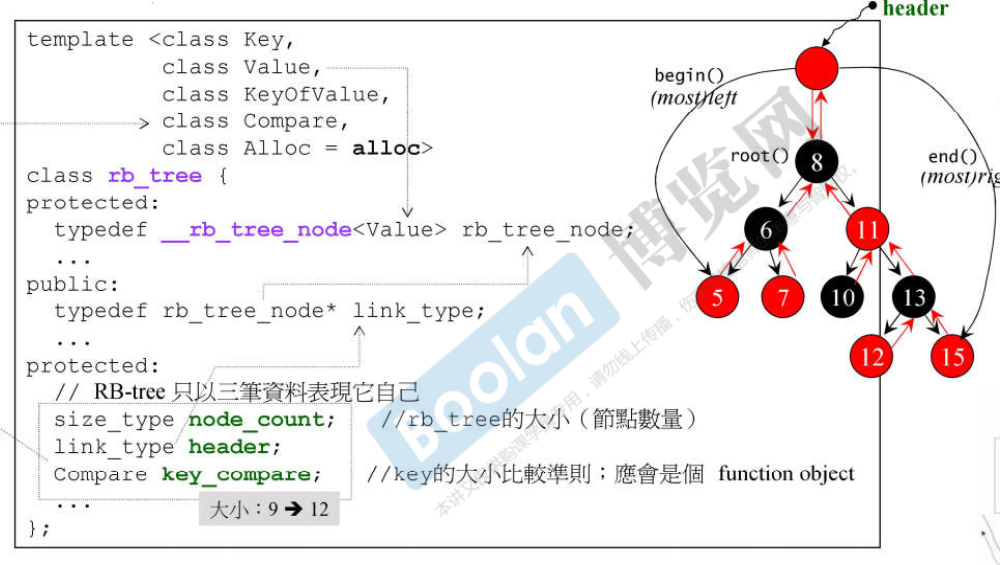 header
template <class Key,
class Value,
class KeyOfValue,
class Compare,
class Alloc = alloc>
class rb_tree {
protected:
typedef __rb_tree_node<Value> rb_tree_node;
...
public:
typedef rb_tree_node* link_type;
...
protected:
// RB-tree 只以三筆資料表現它自己
size_type node_count; //rb_tree的大小（節點數量）
link_type header;
Compare key_compare; //key的大小比較準則；應會是個 function object
...
大小：9 ➔ 12
};
begin()
(most)left
root()
end()
(most)rig
8
6
11
5
7
10
13
12
15
Boolan
博览网